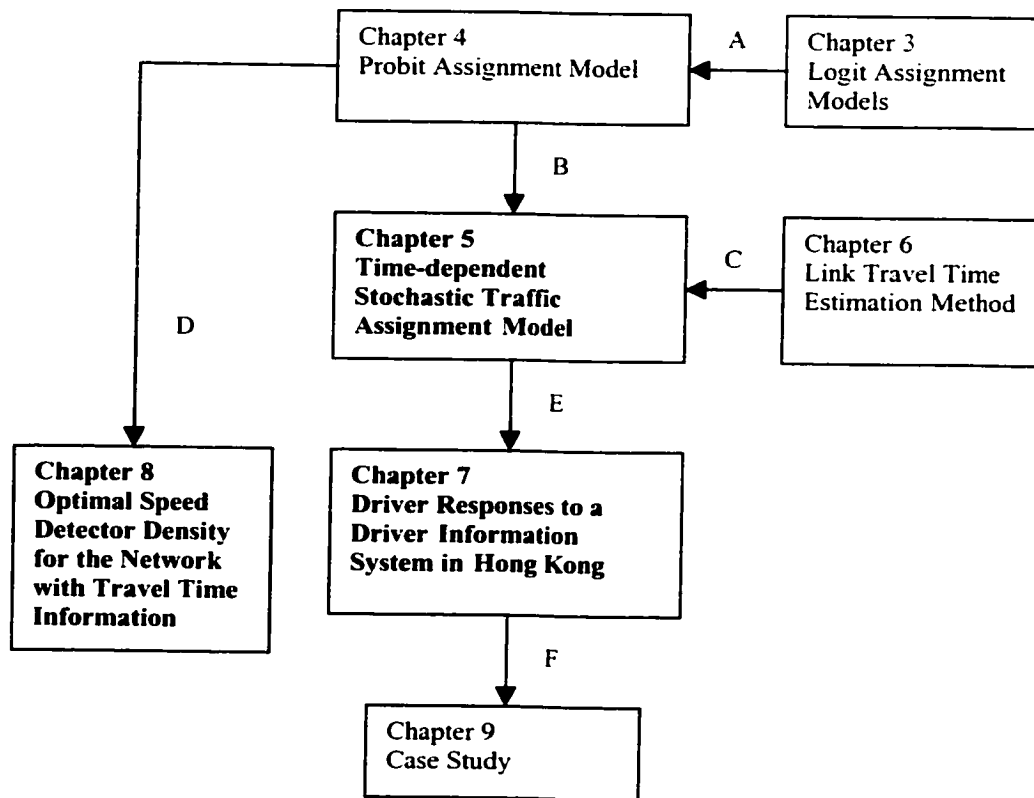 Chapter 4
Probit Assignment Model
A
Chapter 3
Logit Assignment
Models
B
Chapter 5
Time-dependent
Stochastic Traffic
Assignment Model
C
Chapter 6
Link Travel Time
Estimation Method
D
E
Chapter 8
Optimal Speed
Detector Density
for the Network
with Travel Time
Information
Chapter 7
Driver Responses to a
Driver Information
System in Hong Kong
F
Chapter 9
Case Study